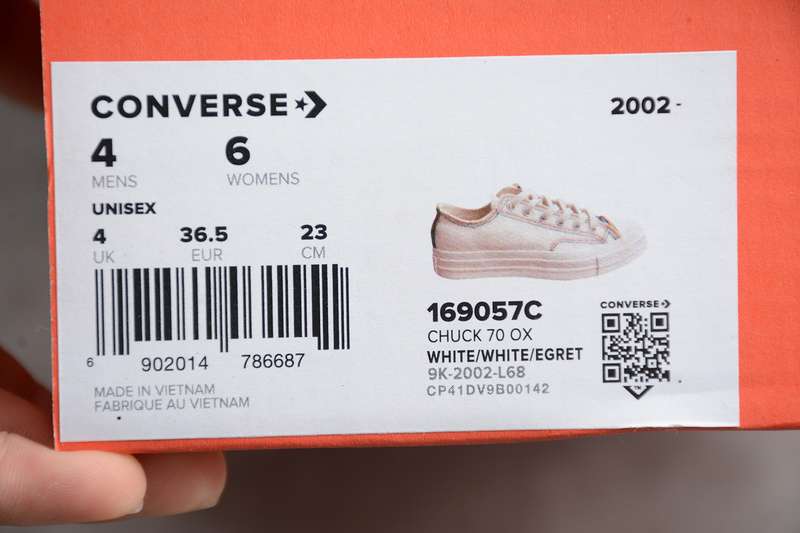 CONVERSE
2002 -
4 6
MENS WOMENS
UNISEX
4 36.5 23
UK EUR CM
6 902014 786687
MADE IN VIETNAM
FABRIQUE AU VIETNAM
169057C
CHUCK 70 OX
WHITE/WHITE/EGRET
9K-2002-L68
CP41DV9B00142
CONVERSE